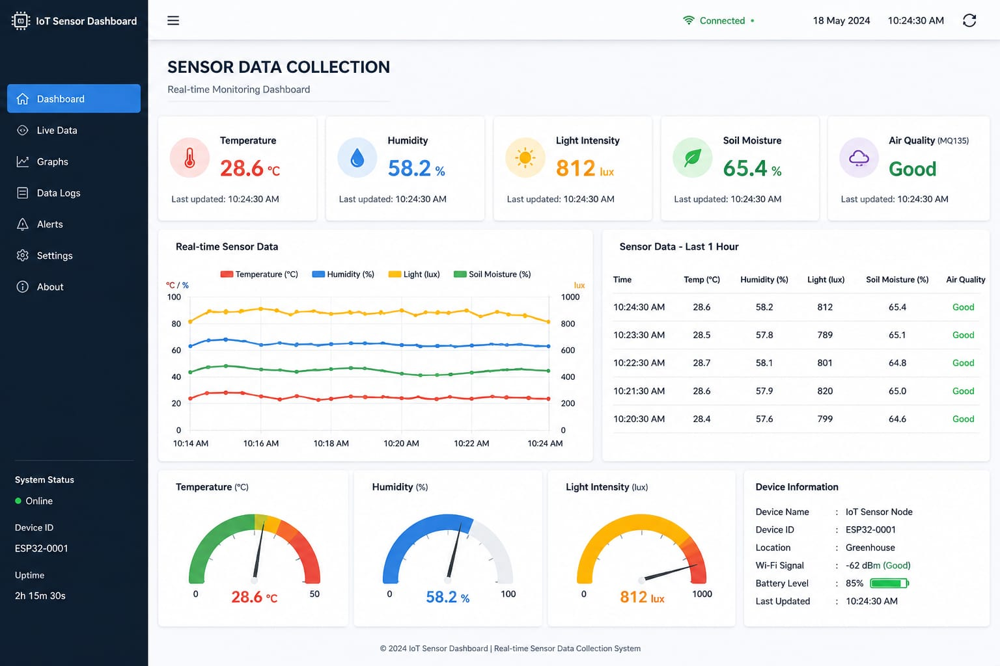 IoT Sensor Dashboard
Connected
18 May 2024 10:24:30 AM
Dashboard
Live Data
Graphs
Data Logs
Alerts
Settings
About
System Status
Online
Device ID
ESP32-0001
Uptime
2h 15m 30s
SENSOR DATA COLLECTION
Real-time Monitoring Dashboard
Temperature
28.6 °C
Last updated: 10:24:30 AM
Humidity
58.2 %
Last updated: 10:24:30 AM
Light Intensity
812 lux
Last updated: 10:24:30 AM
Soil Moisture
65.4 %
Last updated: 10:24:30 AM
Air Quality (MQ135)
Good
Last updated: 10:24:30 AM
Real-time Sensor Data
Temperature (°C) Humidity (%) Light (lux) Soil Moisture (%)
°C / % lux
100 1000
80 800
60 600
40 400
20 200
0 0
10:14 AM 10:16 AM 10:18 AM 10:20 AM 10:22 AM 10:24 AM
Sensor Data - Last 1 Hour
Time Temp (°C) Humidity (%) Light (lux) Soil Moisture (%) Air Quality
10:24:30 AM 28.6 58.2 812 65.4 Good
10:23:30 AM 28.5 57.8 789 65.1 Good
10:22:30 AM 28.7 58.1 801 64.8 Good
10:21:30 AM 28.6 57.9 820 65.0 Good
10:20:30 AM 28.4 57.6 799 64.6 Good
Temperature (°C)
0 50
28.6 °C
Humidity (%)
0 100
58.2 %
Light Intensity (lux)
0 1000
812 lux
Device Information
Device Name : IoT Sensor Node
Device ID : ESP32-0001
Location : Greenhouse
Wi-Fi Signal : -62 dBm (Good)
Battery Level : 85%
Last Updated : 10:24:30 AM
© 2024 IoT Sensor Dashboard | Real-time Sensor Data Collection System